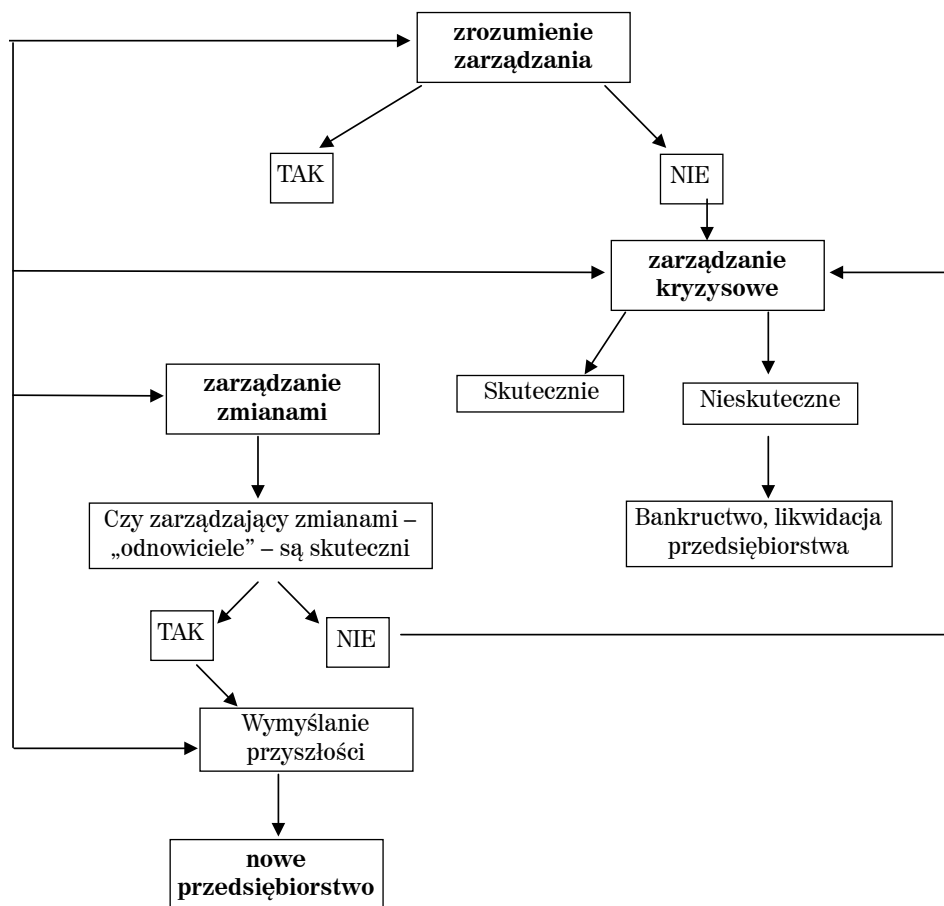 zrozumienie
zarządzania
TAK
NIE
zarządzanie
kryzysowe
zarządzanie
zmianami
Skutecznie
Nieskuteczne
Czy zarządzający zmianami –
„odnowiciele” – są skuteczni
Bankructwo, likwidacja
przedsiębiorstwa
TAK
NIE
Wymyślanie
przyszłości
nowe
przedsiębiorstwo